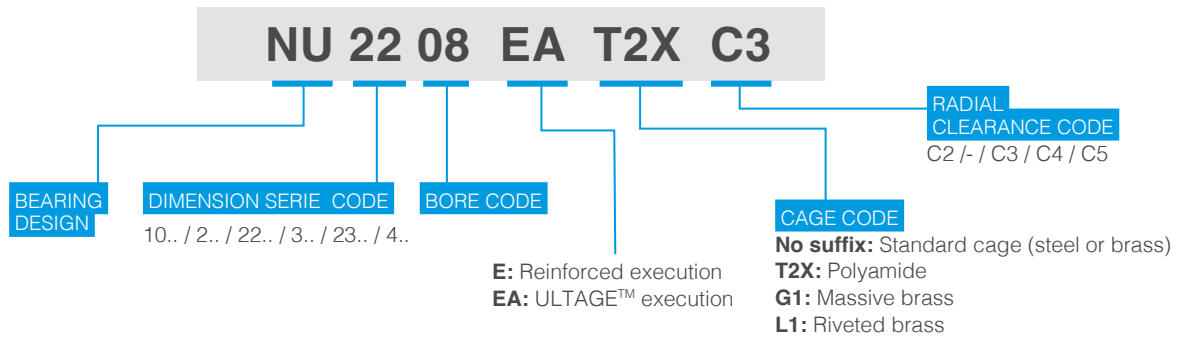 NU 22 08 EA T2X C3
RADIAL
CLEARANCE CODE
C2 /- / C3 / C4 / C5
BEARING
DESIGN
DIMENSION SERIE CODE
10.. / 2.. / 22.. / 3.. / 23.. / 4..
BORE CODE
E: Reinforced execution
EA: ULTAGE™ execution
CAGE CODE
No suffix: Standard cage (steel or brass)
T2X: Polyamide
G1: Massive brass
L1: Riveted brass